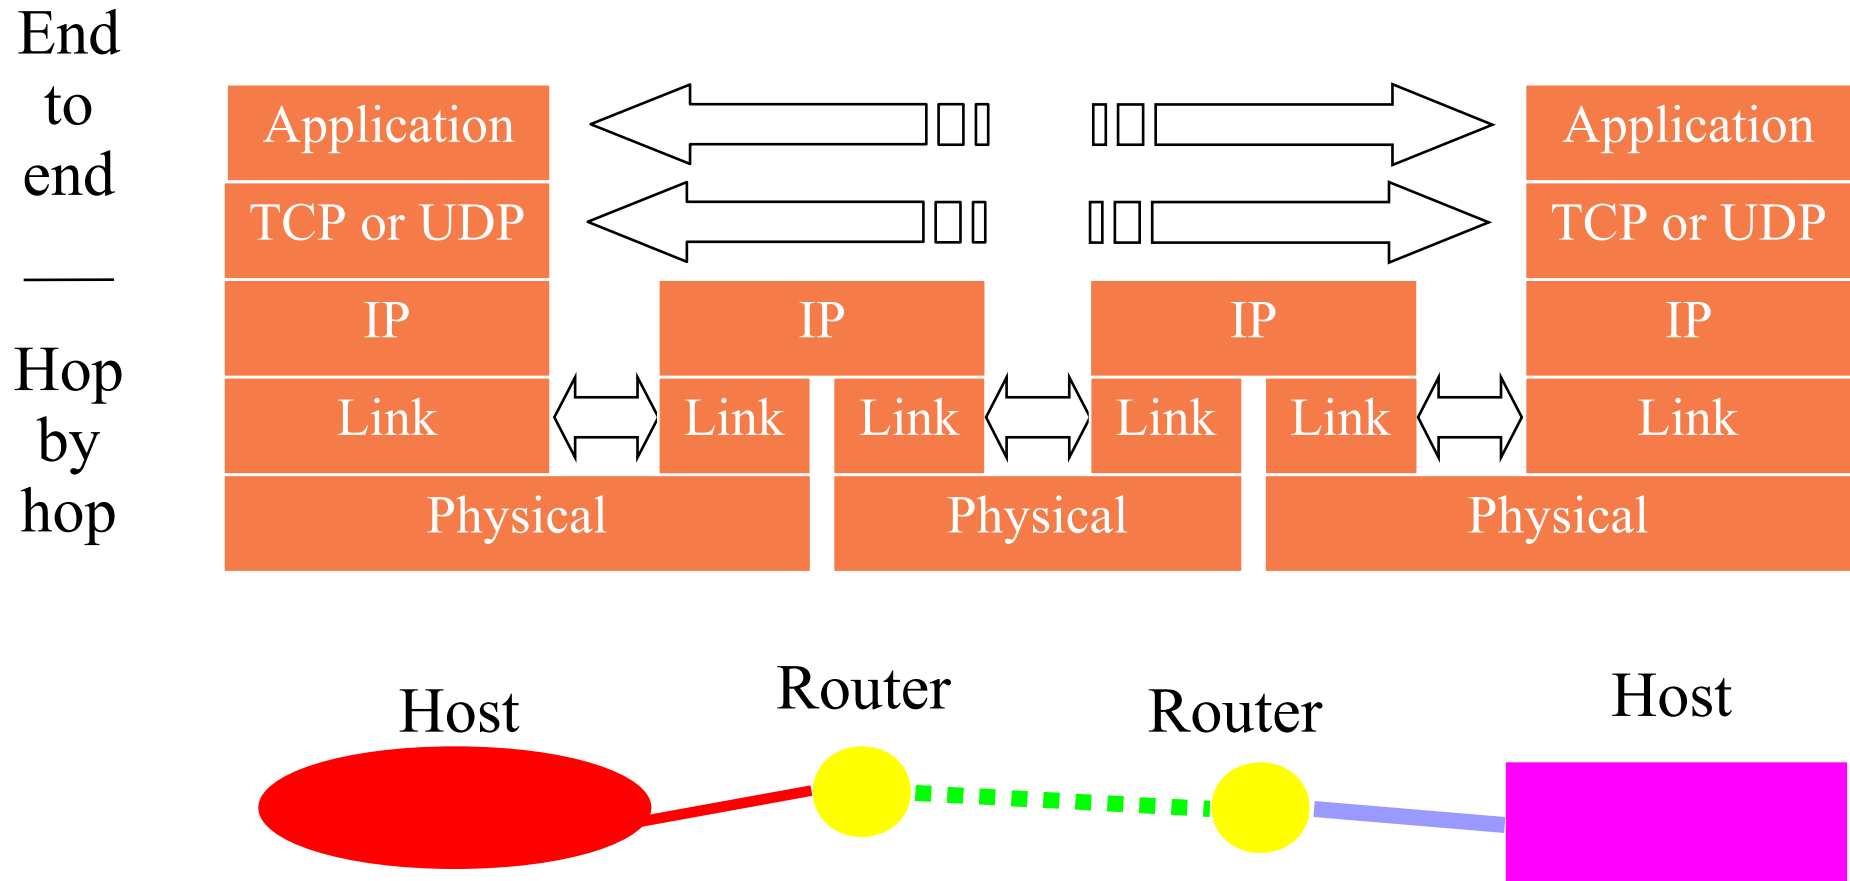 End
to
end
Hop
by
hop
Application
Application
TCP or UDP
TCP or UDP
IP
IP
IP
IP
Link
Link
Link
Link
Link
Link
Physical
Physical
Physical
Host
Router
Router
Host